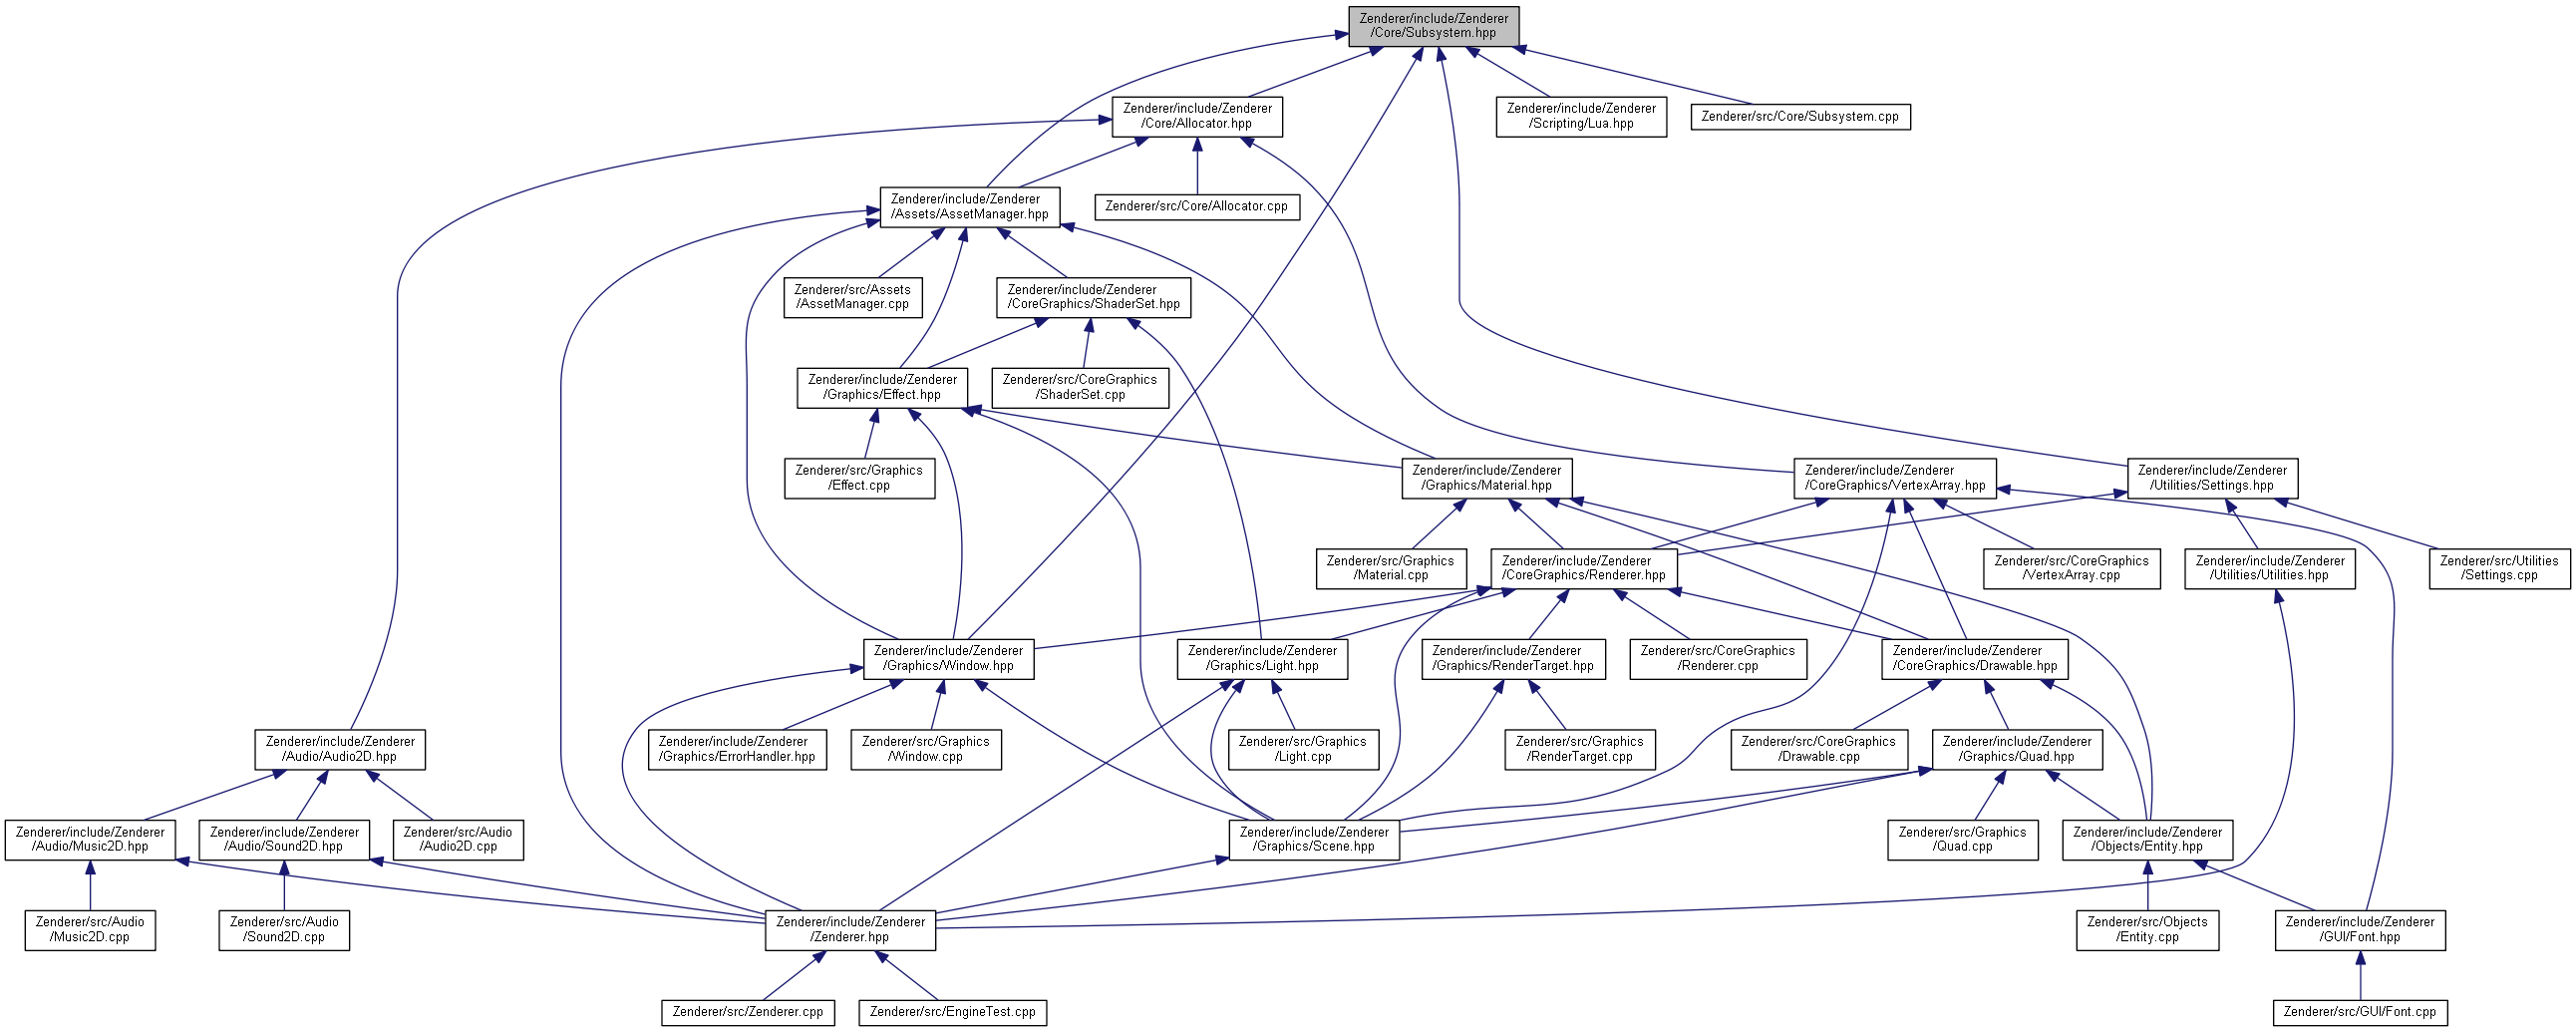 Zenderer/include/Zenderer
/Core/Subsystem.hpp
Zenderer/include/Zenderer
/Core/Allocator.hpp
Zenderer/include/Zenderer
/Scripting/Lua.hpp
Zenderer/src/Core/Subsystem.cpp
Zenderer/include/Zenderer
/Assets/AssetManager.hpp
Zenderer/src/Core/Allocator.cpp
Zenderer/src/Assets
/AssetManager.cpp
Zenderer/include/Zenderer
/CoreGraphics/ShaderSet.hpp
Zenderer/include/Zenderer
/Graphics/Effect.hpp
Zenderer/src/CoreGraphics
/ShaderSet.cpp
Zenderer/src/Graphics
/Effect.cpp
Zenderer/include/Zenderer
/Graphics/Material.hpp
Zenderer/include/Zenderer
/CoreGraphics/VertexArray.hpp
Zenderer/include/Zenderer
/Utilities/Settings.hpp
Zenderer/src/Graphics
/Material.cpp
Zenderer/include/Zenderer
/CoreGraphics/Renderer.hpp
Zenderer/src/CoreGraphics
/VertexArray.cpp
Zenderer/include/Zenderer
/Utilities/Utilities.hpp
Zenderer/src/Utilities
/Settings.cpp
Zenderer/include/Zenderer
/Graphics/Window.hpp
Zenderer/include/Zenderer
/Graphics/Light.hpp
Zenderer/include/Zenderer
/Graphics/RenderTarget.hpp
Zenderer/src/CoreGraphics
/Renderer.cpp
Zenderer/include/Zenderer
/CoreGraphics/Drawable.hpp
Zenderer/include/Zenderer
/Audio/Audio2D.hpp
Zenderer/include/Zenderer
/Graphics/ErrorHandler.hpp
Zenderer/src/Graphics
/Window.cpp
Zenderer/src/Graphics
/Light.cpp
Zenderer/src/Graphics
/RenderTarget.cpp
Zenderer/src/CoreGraphics
/Drawable.cpp
Zenderer/include/Zenderer
/Graphics/Quad.hpp
Zenderer/include/Zenderer
/Audio/Music2D.hpp
Zenderer/include/Zenderer
/Audio/Sound2D.hpp
Zenderer/src/Audio
/Audio2D.cpp
Zenderer/include/Zenderer
/Graphics/Scene.hpp
Zenderer/src/Graphics
/Quad.cpp
Zenderer/include/Zenderer
/Objects/Entity.hpp
Zenderer/src/Audio
/Music2D.cpp
Zenderer/src/Audio
/Sound2D.cpp
Zenderer/include/Zenderer
/Zenderer.hpp
Zenderer/src/Objects
/Entity.cpp
Zenderer/include/Zenderer
/GUI/Font.hpp
Zenderer/src/Zenderer.cpp
Zenderer/src/EngineTest.cpp
Zenderer/src/GUI/Font.cpp